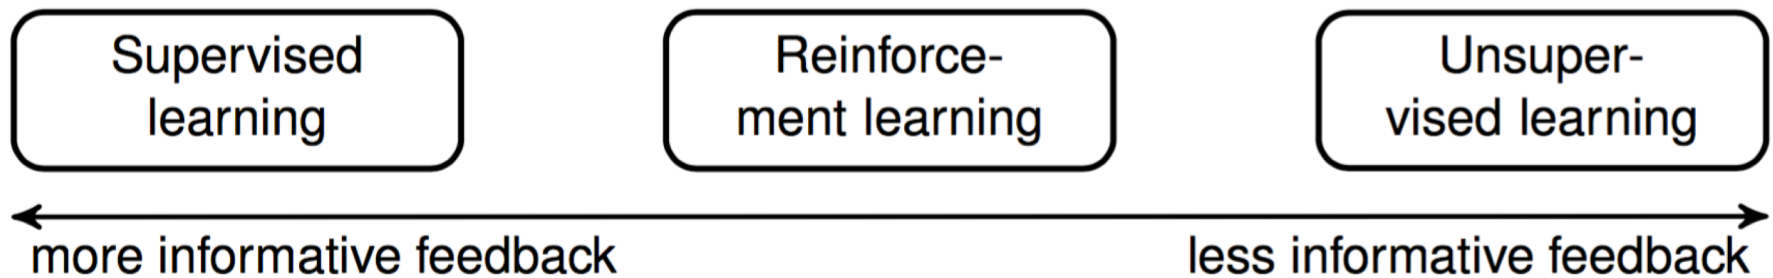 Supervised
learning
Reinforce-
ment learning
Unsuper-
vised learning
more informative feedback
less informative feedback